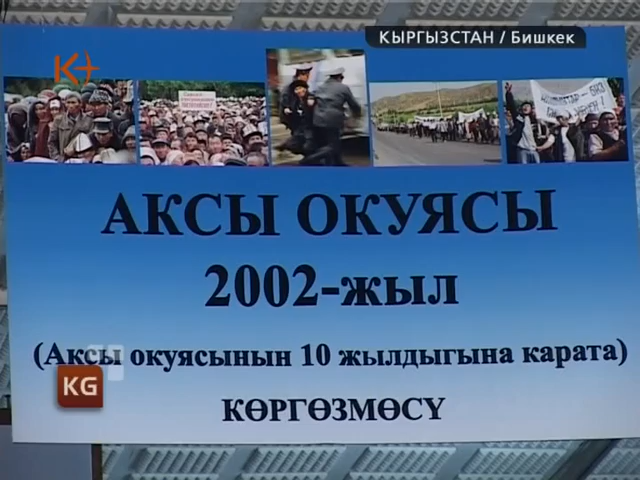 КЫРГЫЗСТАН / Бишкек
K+
АКСЫ ОКУЯСЫ
2002-жыл
(Аксы окуясынын 10 жылдыгына карата)
KG
КӨРГӨЗМӨСҮ